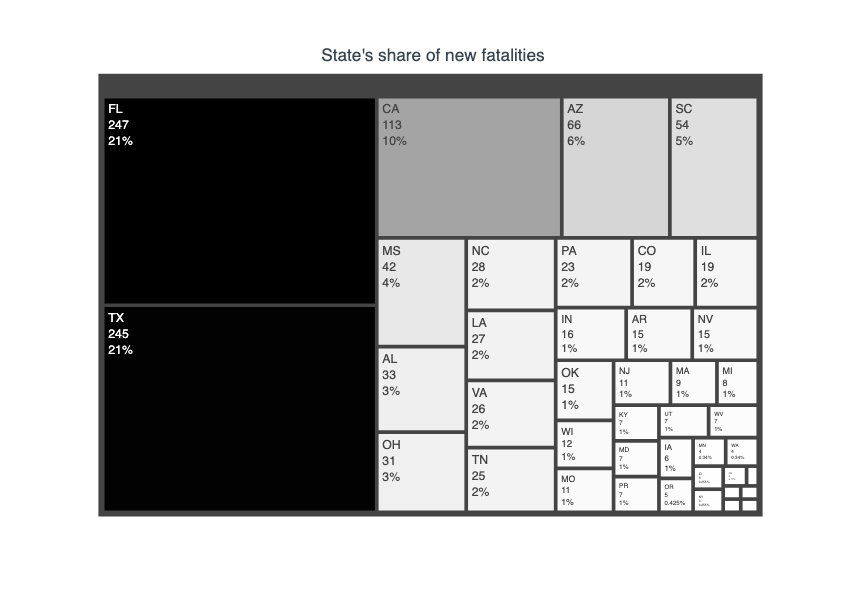 State's share of new fatalities
FL
247
21%
TX
245
21%
CA
113
10%
AZ
66
6%
SC
54
5%
MS
42
4%
AL
33
3%
OH
31
3%
NC
28
2%
LA
27
2%
VA
26
2%
TN
25
2%
PA
23
2%
CO
19
2%
IL
19
2%
IN
16
1%
AR
15
1%
NV
15
1%
OK
15
1%
WI
12
1%
MO
11
1%
NJ
11
1%
MA
9
1%
MI
8
1%
KY
7
1%
MD
7
1%
PR
7
1%
UT
7
1%
WV
7
1%
IA
6
1%
OR
5
0.425%
MN
4
0.34%
WA
4
0.34%